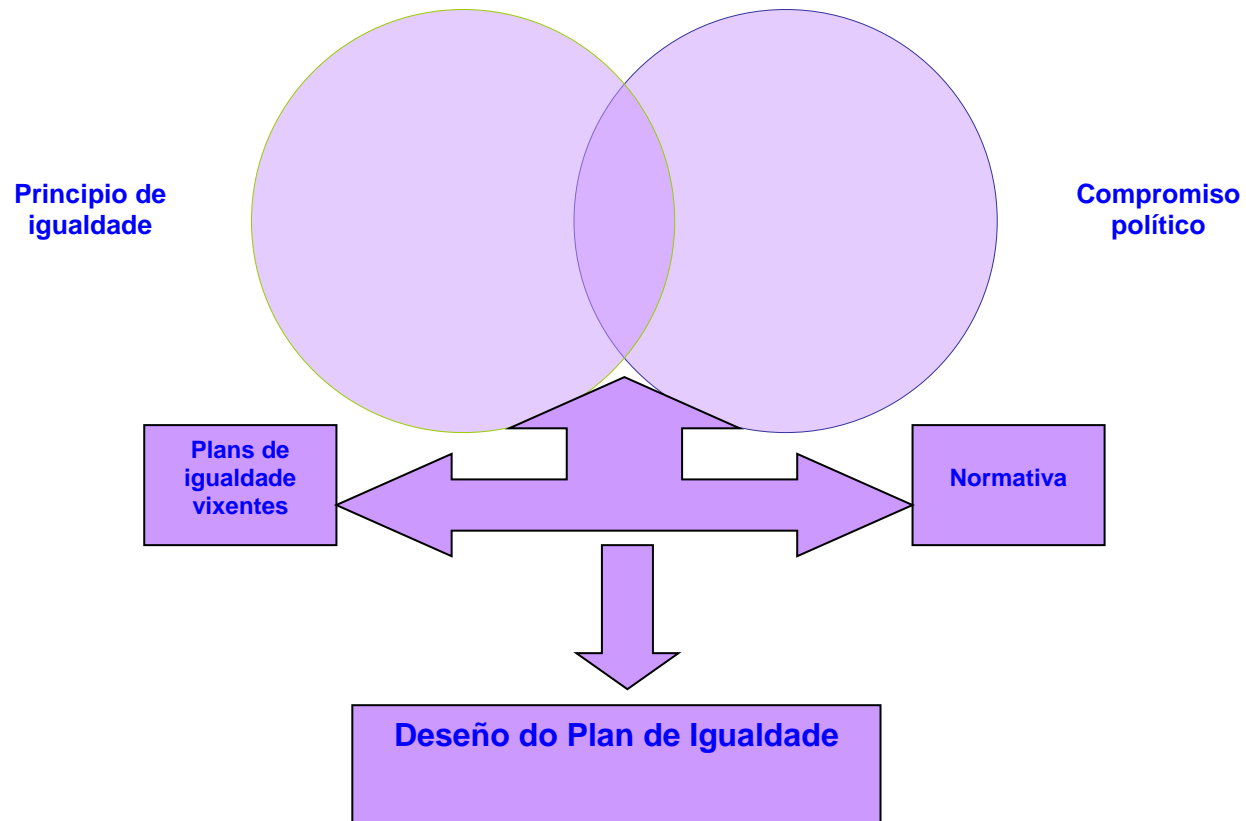 Principio de
igualdade
Compromiso
político
Plans de
igualdade
vixentes
Normativa
Deseño do Plan de Igualdade